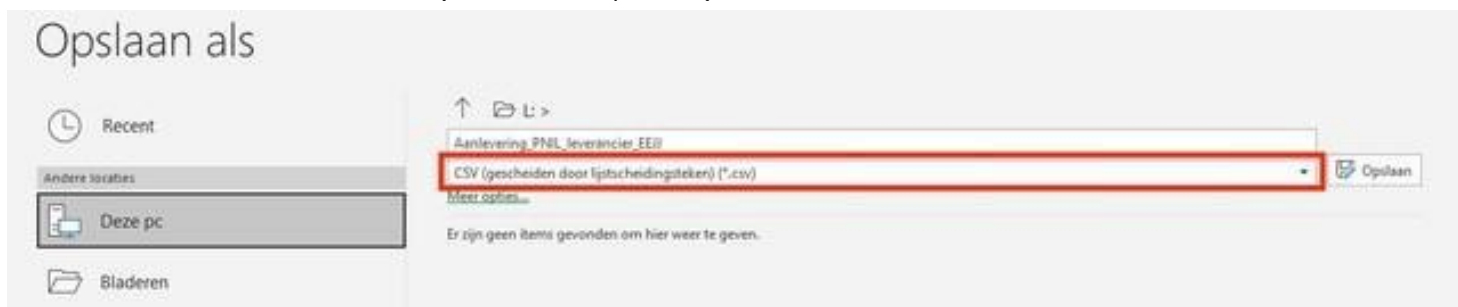 Opslaan als
Recent
Andere locaties
Deze pc
Bladeren
L: >
CSV (gescheiden door lijstscheidingsteken) (*.csv)
Opslaan
Meer opties...
Er zijn geen items gevonden om hier weer te geven.